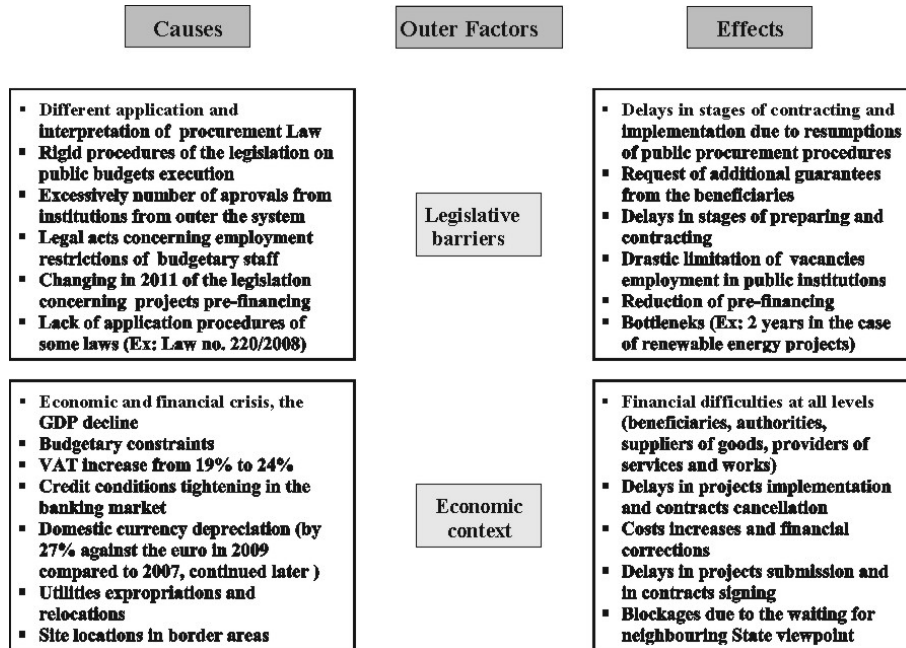 Causes
Outer Factors
Effects
▪ Different application and
interpretation of procurement Law
▪ Rigid procedures of the legislation on
public budgets execution
▪ Excessively number of aprovals from
institutions from outer the system
▪ Legal acts concerning employment
restrictions of budgetary staff
▪ Changing in 2011 of the legislation
concerning projects pre-financing
▪ Lack of application procedures of
some laws (Ex: Law no. 220/2008)
Legislative
barriers
▪ Delays in stages of contracting and
implementation due to resumptions
of public procurement procedures
▪ Request of additional guarantees
from the beneficiaries
▪ Delays in stages of preparing and
contracting
▪ Drastic limitation of vacancies
employment in public institutions
▪ Reduction of pre-financing
▪ Bottleneks (Ex: 2 years in the case
of renewable energy projects)
▪ Economic and financial crisis, the
GDP decline
▪ Budgetary constraints
▪ VAT increase from 19% to 24%
▪ Credit conditions tightening in the
banking market
▪ Domestic currency depreciation (by
27% against the euro in 2009
compared to 2007, continued later )
▪ Utilities expropriations and
relocations
▪ Site locations in border areas
Economic
context
▪ Financial difficulties at all levels
(beneficiaries, authorities,
suppliers of goods, providers of
services and works)
▪ Delays in projects implementation
and contracts cancellation
▪ Costs increases and financial
corrections
▪ Delays in projects submission and
in contracts signing
▪ Blockages due to the waiting for
neighbouring State viewpoint